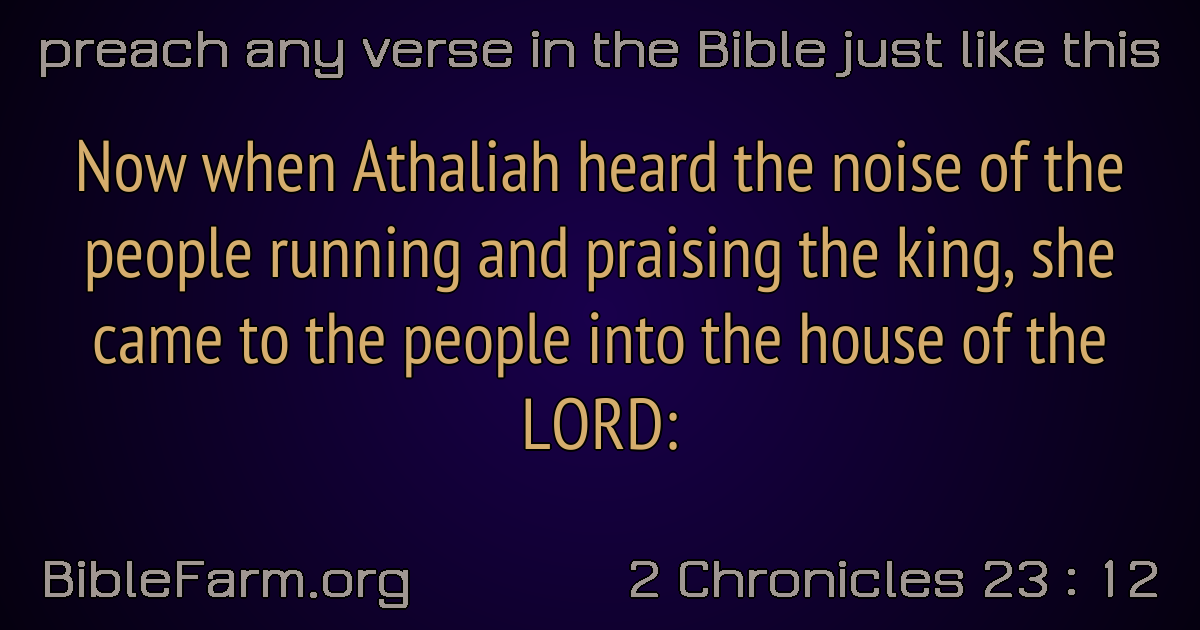 preach any verse in the Bible just like this
Now when Athaliah heard the noise of the
people running and praising the king, she
came to the people into the house of the
LORD:
BibleFarm.org
2 Chronicles 23 : 12